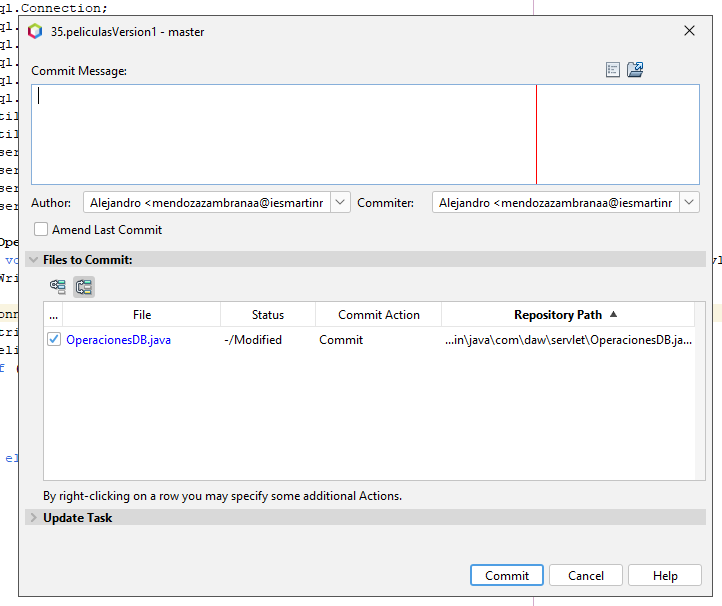 ql.Connection;
35.peliculasVersion1 - master
Commit Message:
Author:
Alejandro <mendozazambranaa@iesmartinr
Commiter:
Alejandro <mendozazambranaa@iesmartinr
Amend Last Commit
Files to Commit:
...
File
Status
Commit Action
Repository Path
OperacionesDB.java
-/Modified
Commit
...in\java\com\daw\servlet\OperacionesDB.ja...
By right-clicking on a row you may specify some additional Actions.
Update Task
Commit
Cancel
Help